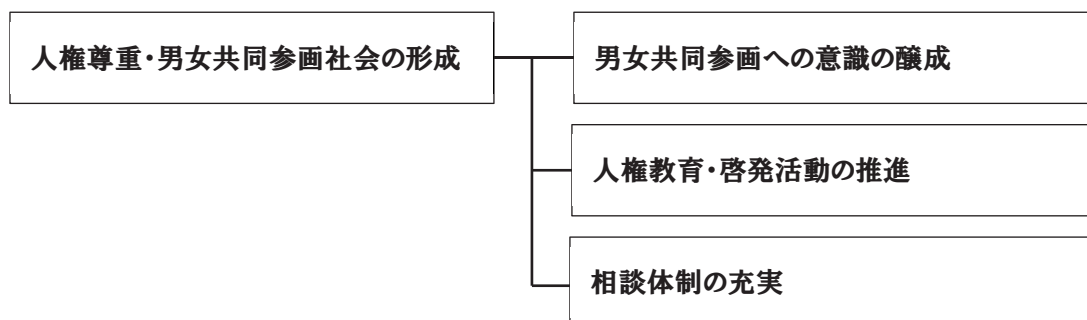 人権尊重・男女共同参画社会の形成
男女共同参画への意識の醸成
人権教育・啓発活動の推進
相談体制の充実